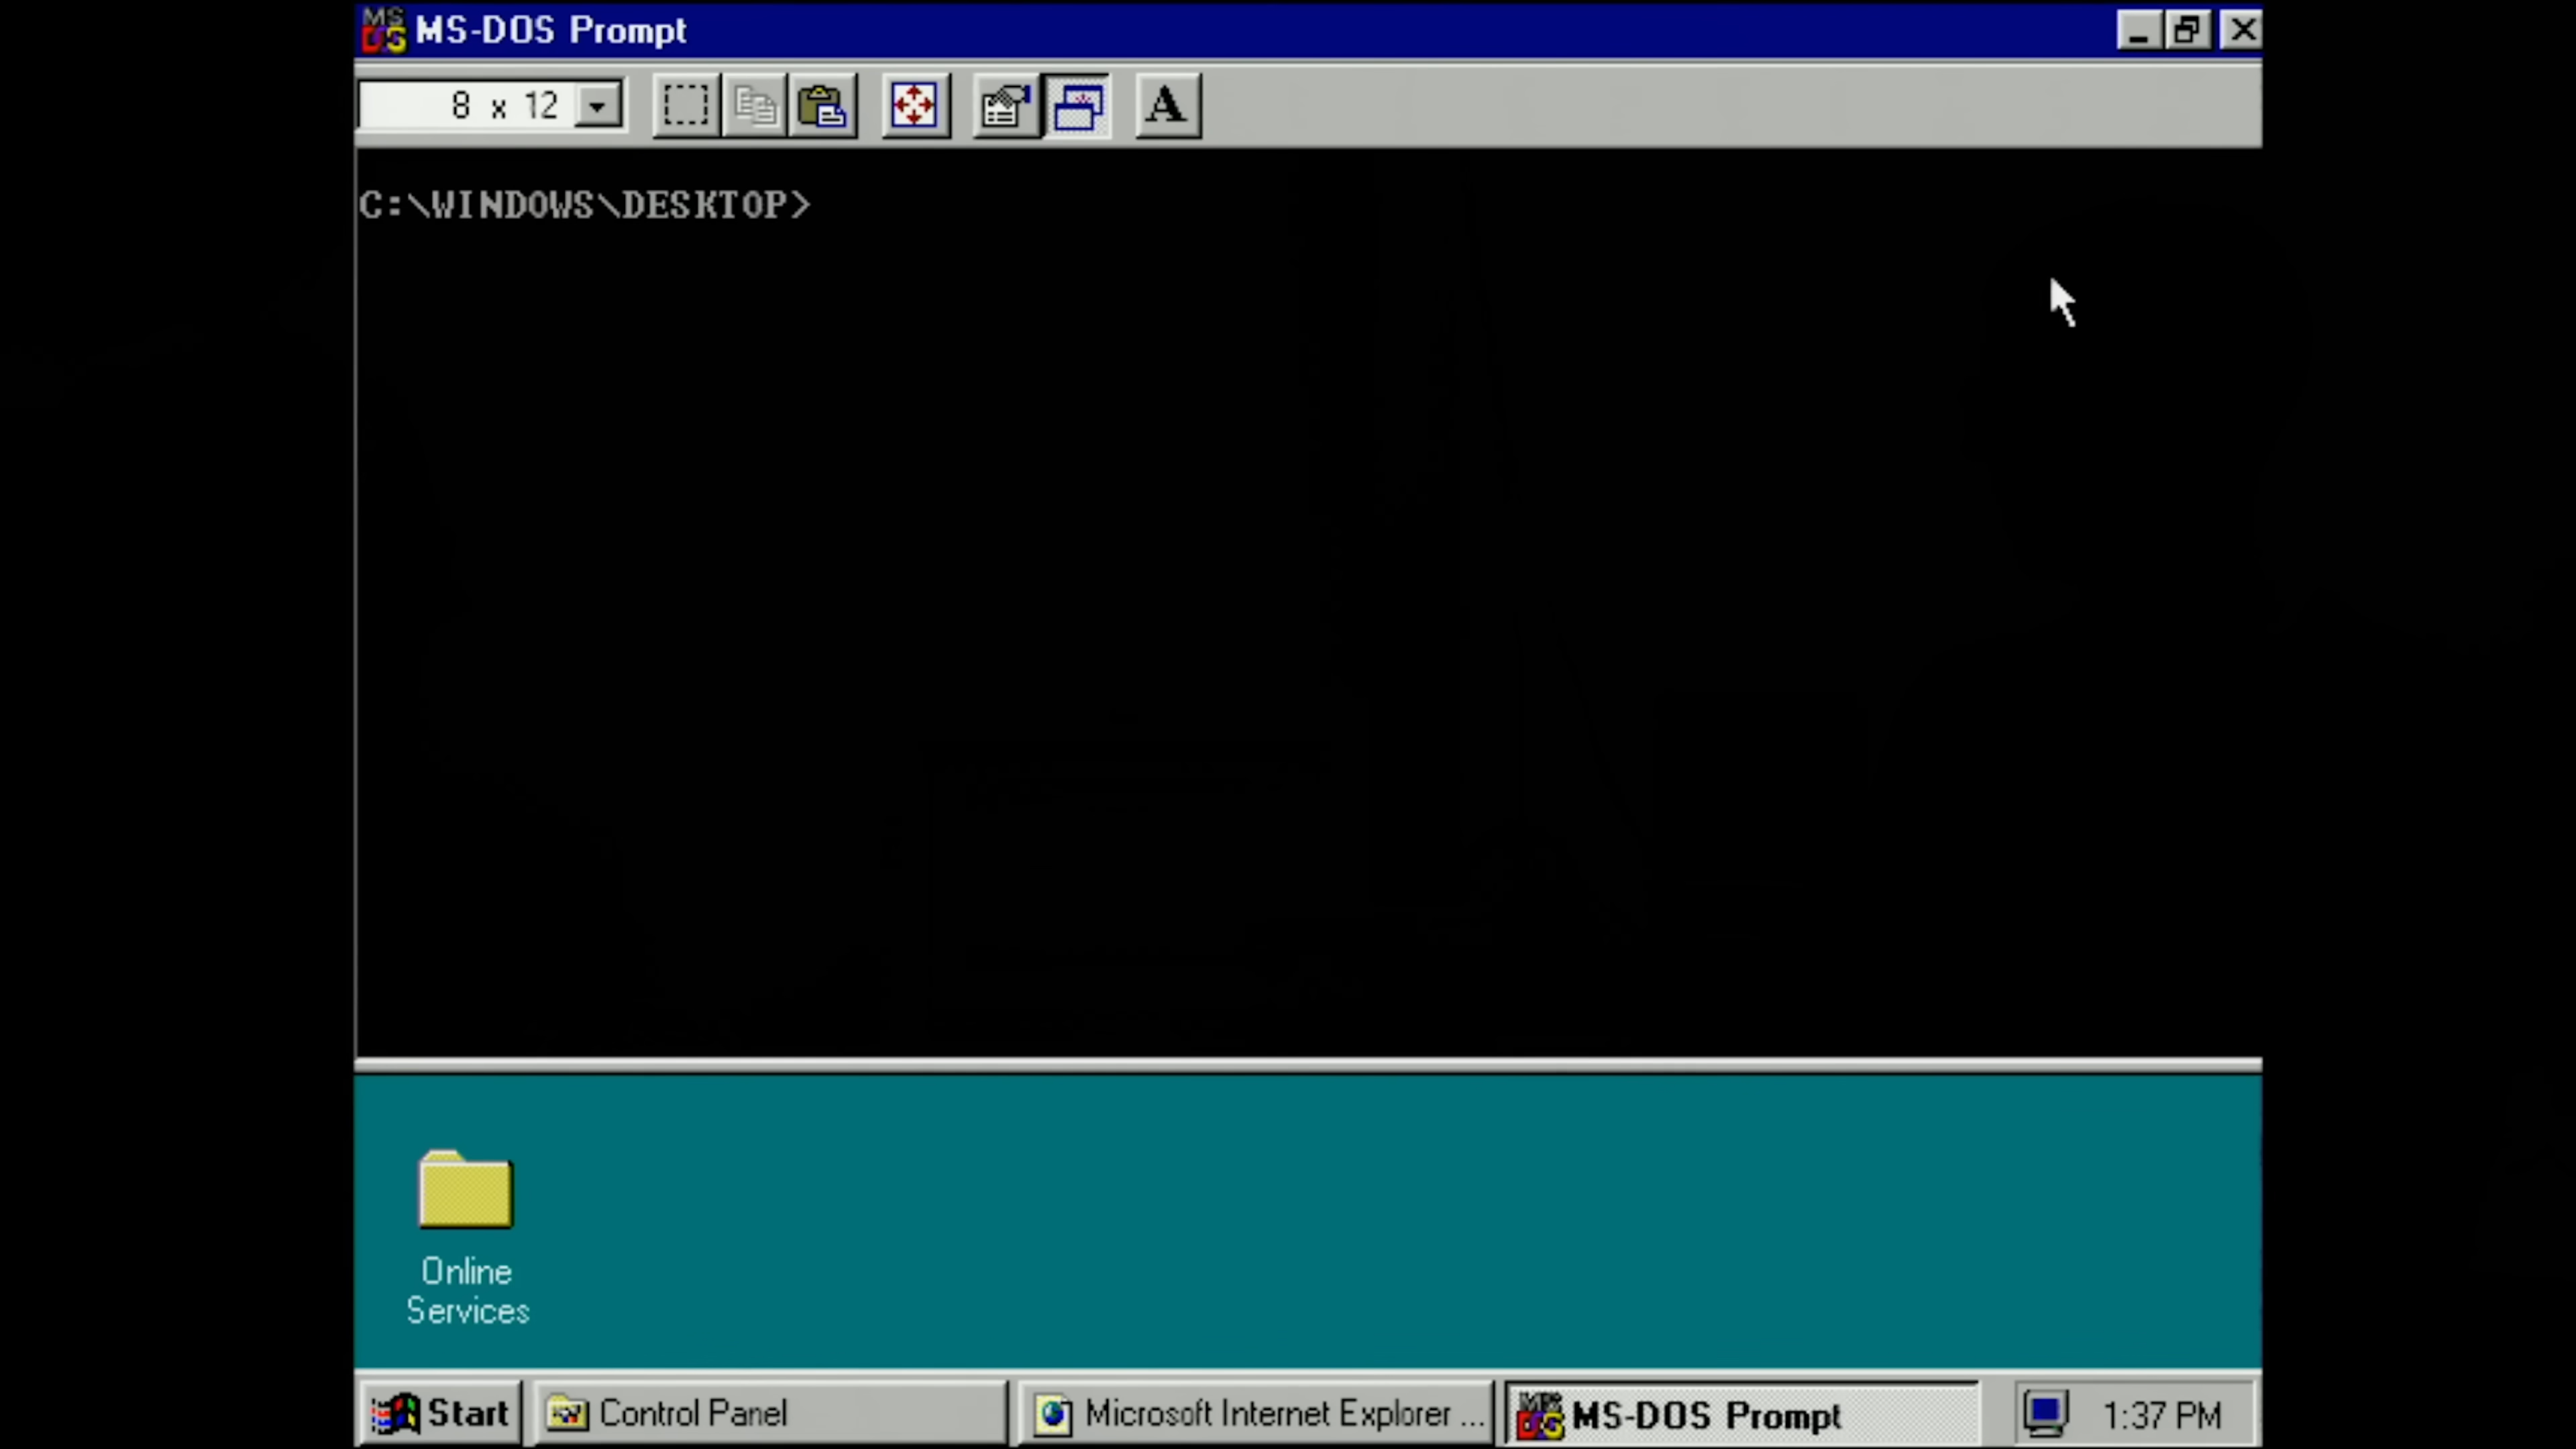 MS-DOS Prompt
8 x 12
A
C:\WINDOWS\DESKTOP>
Online
Services
Start
Control Panel
Microsoft Internet Explorer ...
MS-DOS Prompt
1:37 PM